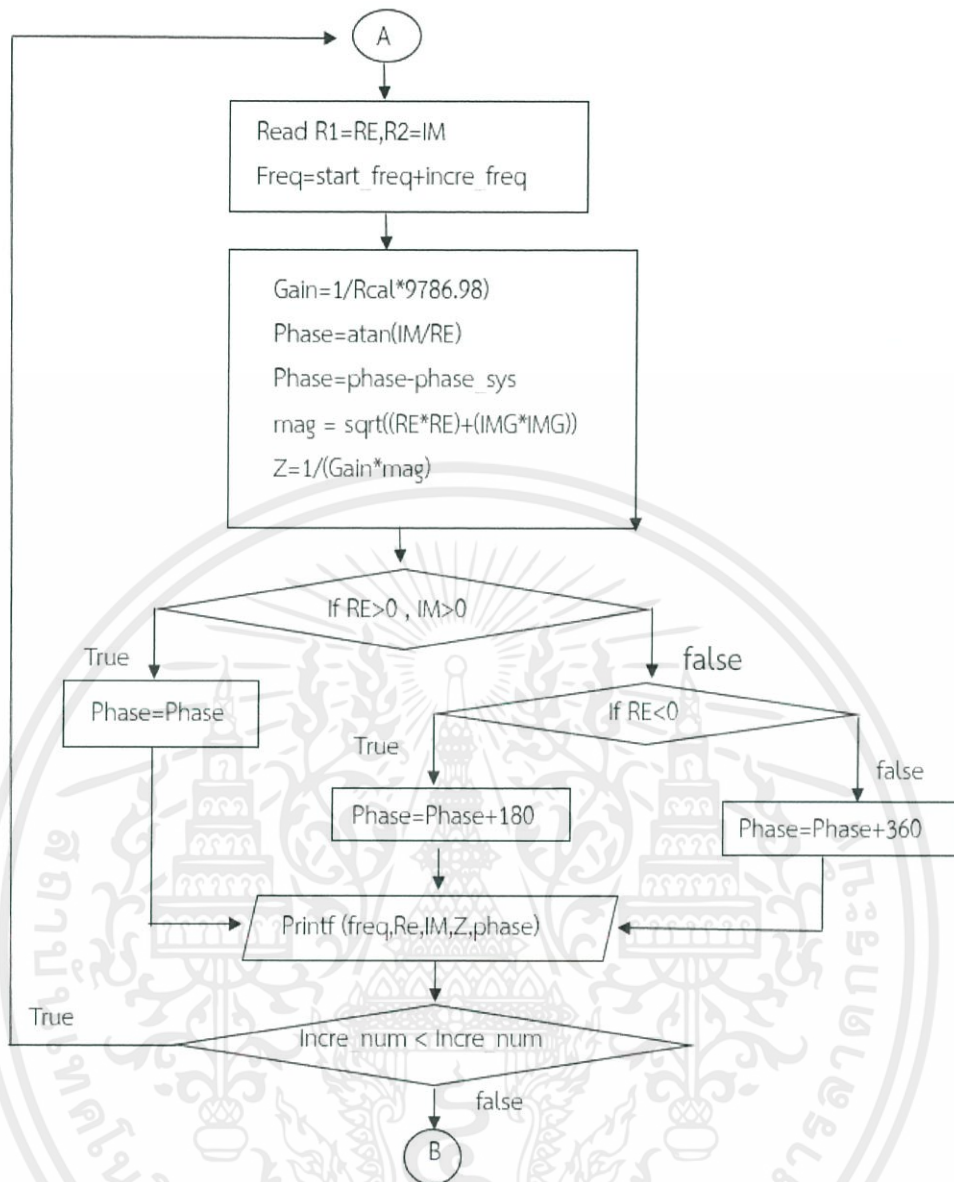 A
Read R1=RE,R2=IM
Freq=start_freq+incre_freq
Gain=1/Rcal*9786.98)
Phase=atan(IM/RE)
Phase=phase-phase_sys
mag = sqrt((RE*RE)+(IMG*IMG))
Z=1/(Gain*mag)
If RE>0 , IM>0
True
false
Phase=Phase
If RE<0
True
false
Phase=Phase+180
Phase=Phase+360
Printf (freq,Re,IM,Z,phase)
True
Incre_num < Incre_num
false
B